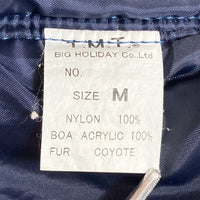 T.M.T.
BIG HOLIDAY Co.,Ltd
NO.
SIZE M
NYLON 100%
BOA ACRYLIC 100%
FUR COYOTE